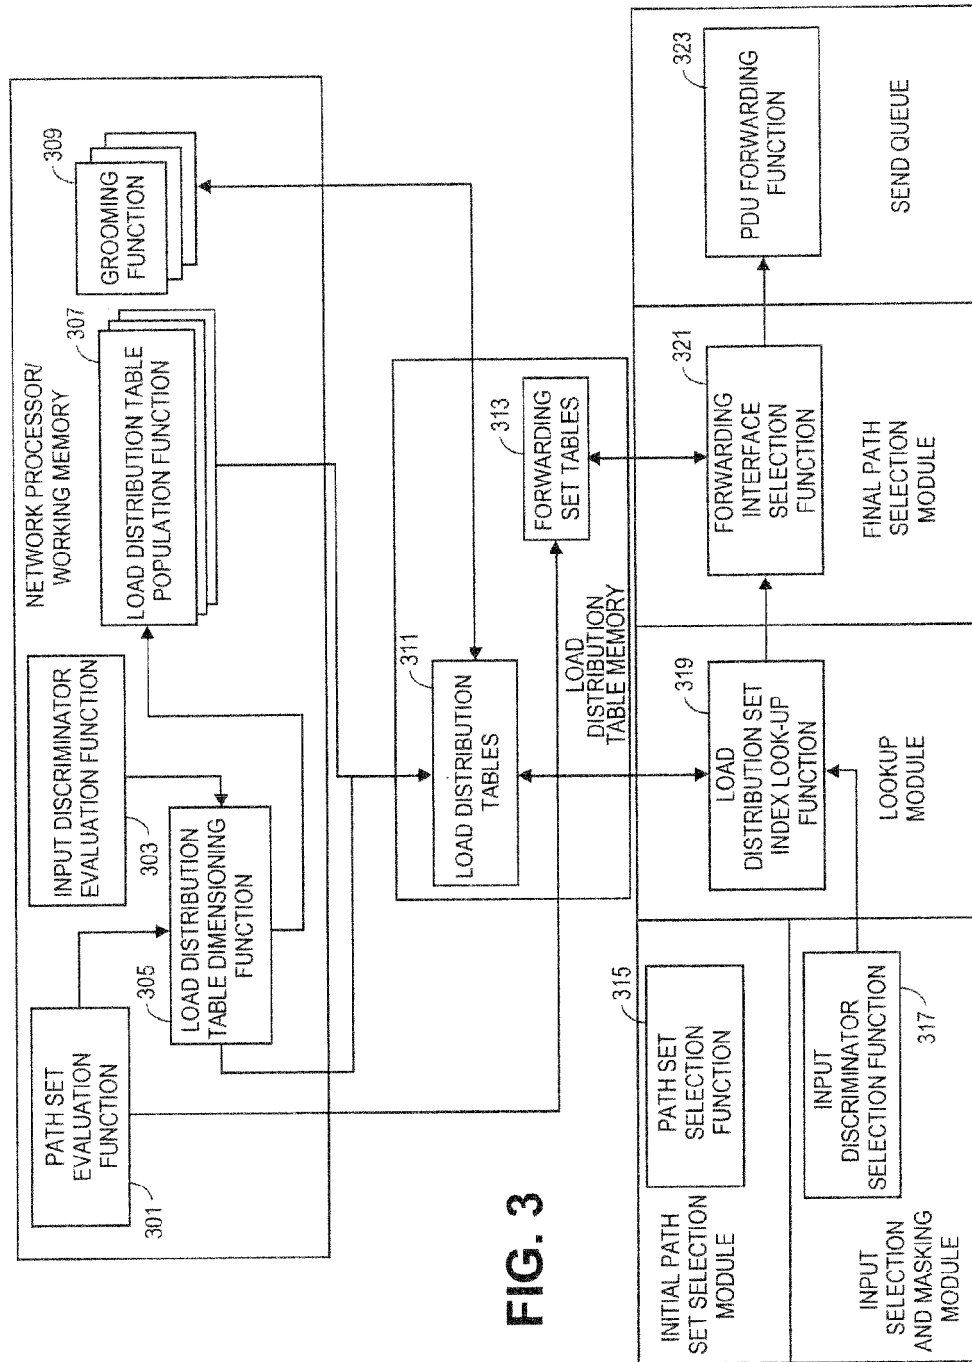 NETWORK PROCESSOR/
WORKING MEMORY
PATH SET
EVALUATION
FUNCTION
301
INPUT DISCRIMINATOR
EVALUATION FUNCTION
303
LOAD DISTRIBUTION
TABLE DIMENSIONING
FUNCTION
305
LOAD DISTRIBUTION TABLE
POPULATION FUNCTION
307
GROOMING
FUNCTION
309
LOAD DISTRIBUTION
TABLES
311
FORWARDING
SET TABLES
313
LOAD
DISTRIBUTION
TABLE MEMORY
FIG. 3
PATH SET
SELECTION
FUNCTION
315
INITIAL PATH
SET SELECTION
MODULE
INPUT
DISCRIMINATOR
SELECTION FUNCTION
317
INPUT
SELECTION
AND MASKING
MODULE
LOAD
DISTRIBUTION SET
INDEX LOOK-UP
FUNCTION
319
LOOKUP
MODULE
FORWARDING
INTERFACE
SELECTION
FUNCTION
321
FINAL PATH
SELECTION
MODULE
PDU FORWARDING
FUNCTION
323
SEND QUEUE